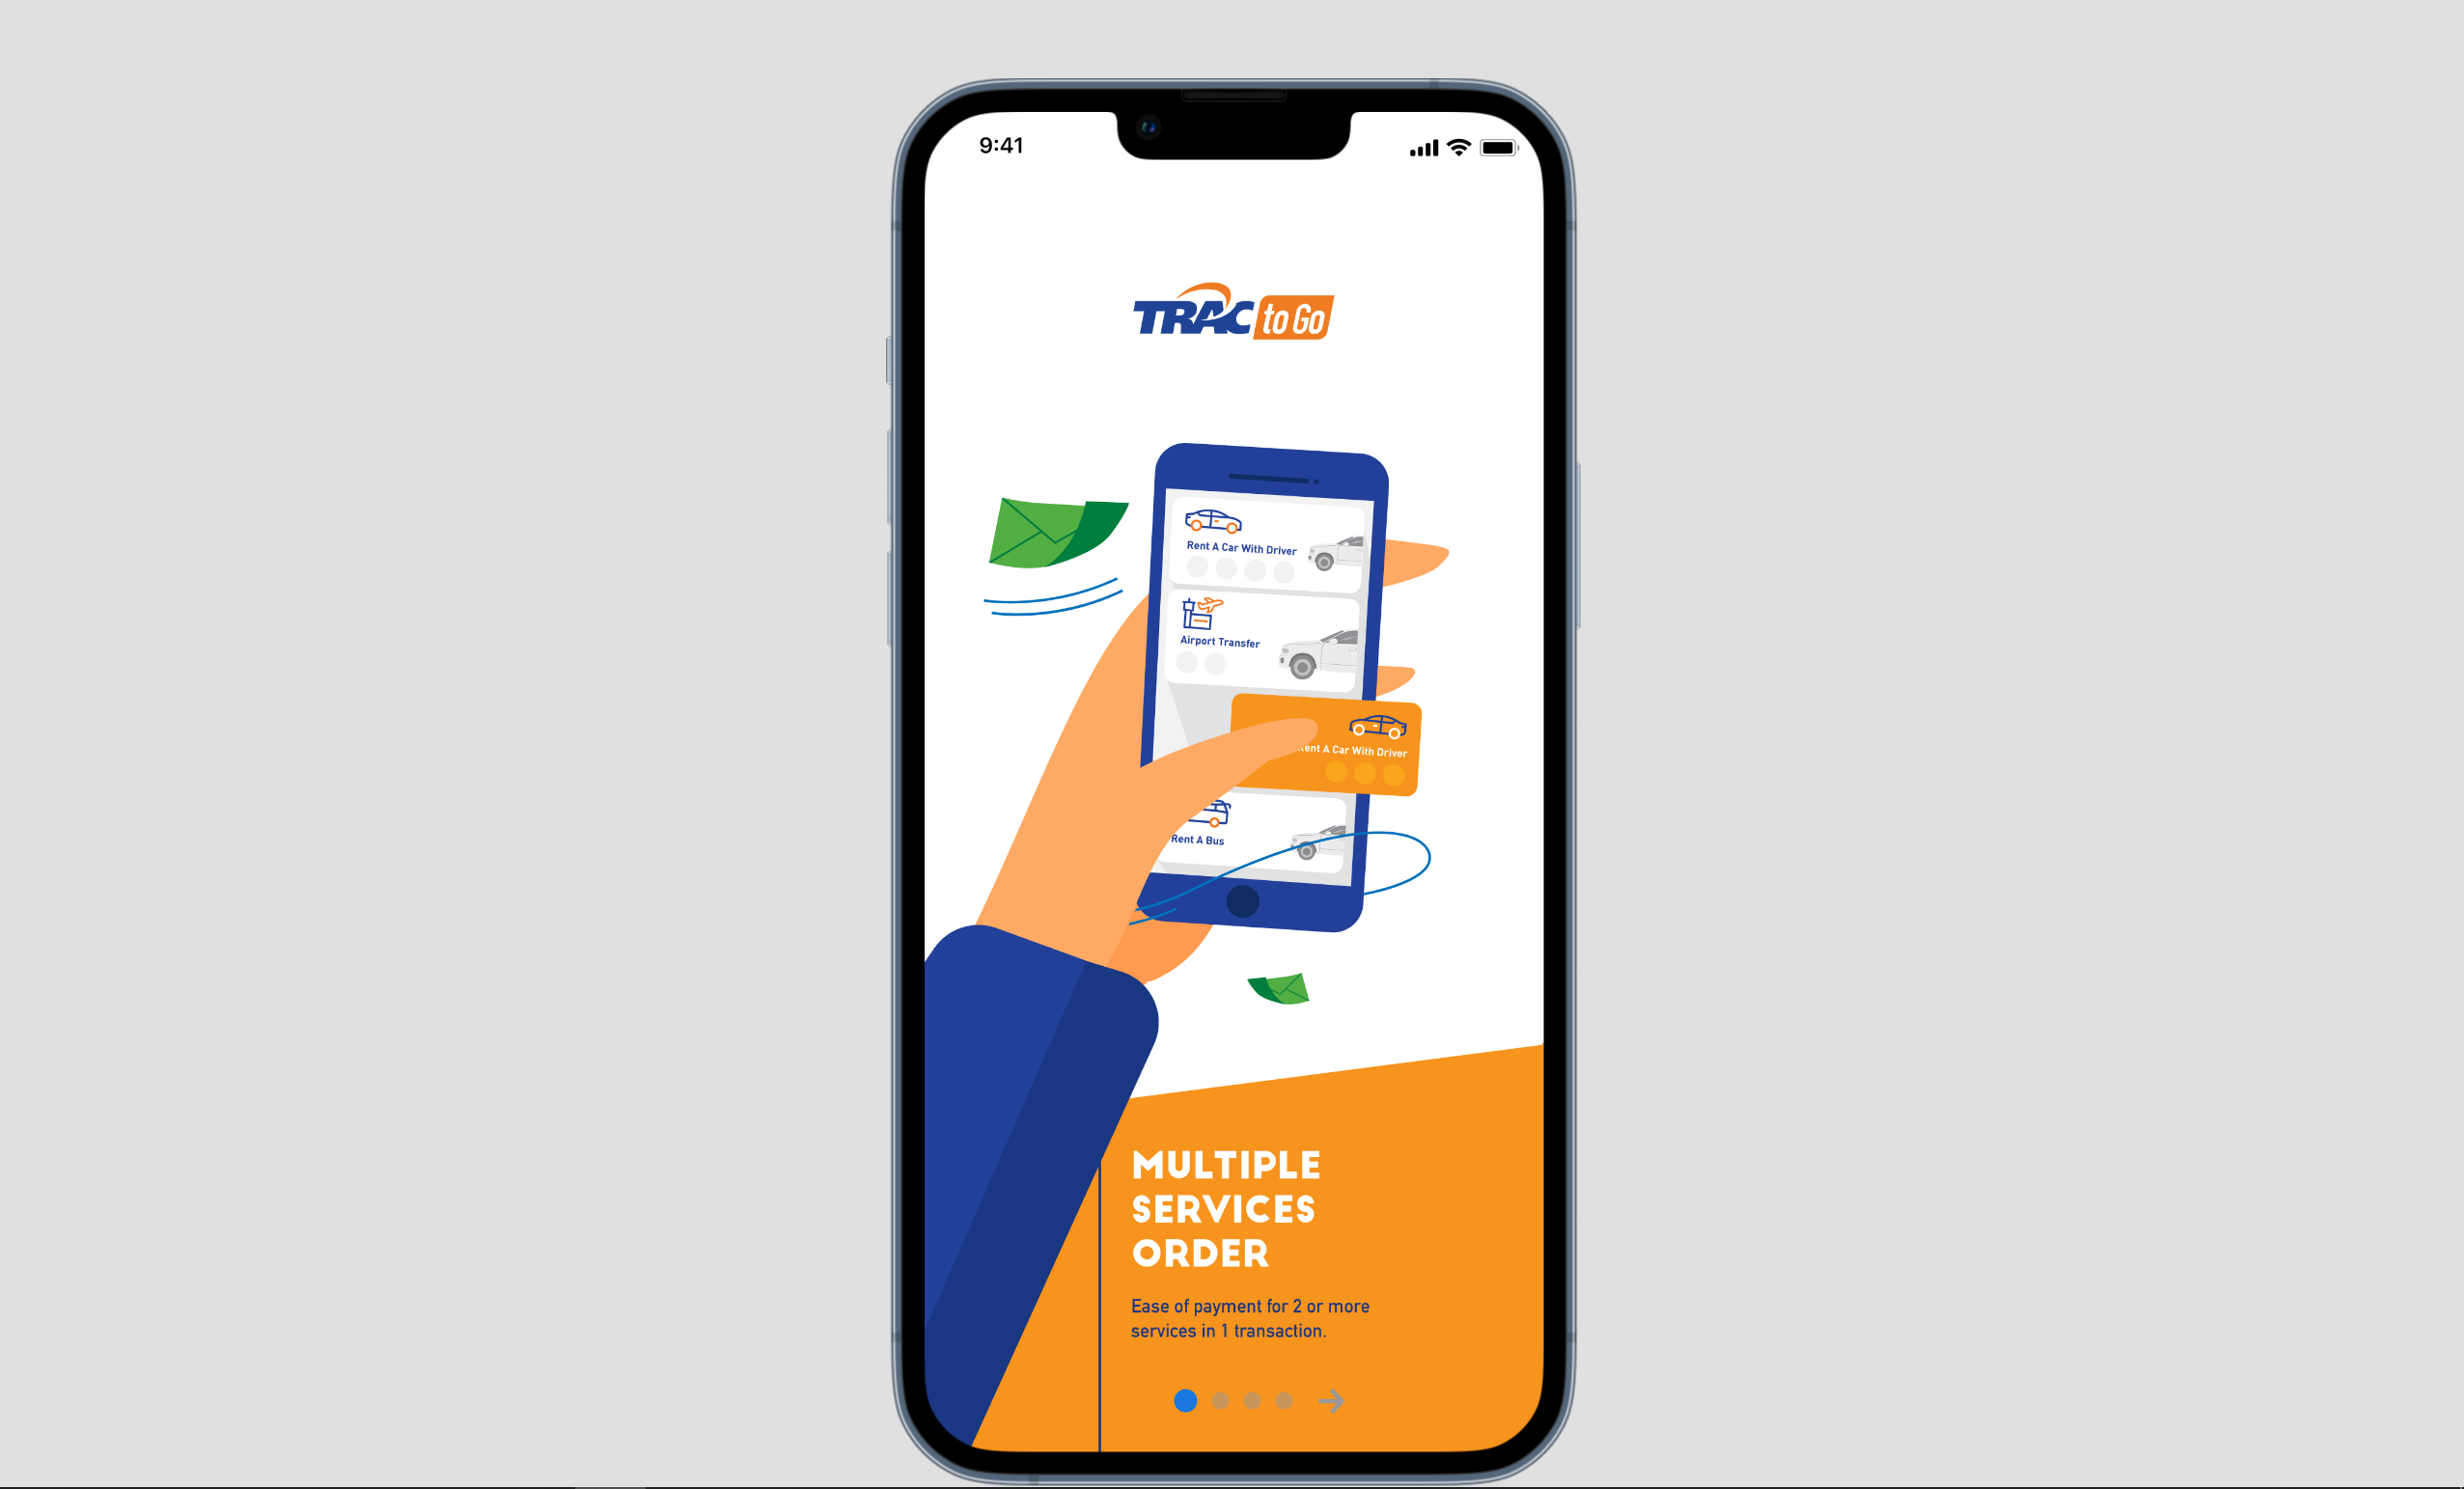 9:41
TRAC to Go
Rent A Car With Driver
Airport Transfer
Rent A Car With Driver
Rent A Bus
MULTIPLE
SERVICES
ORDER
Ease of payment for 2 or more
services in 1 transaction.